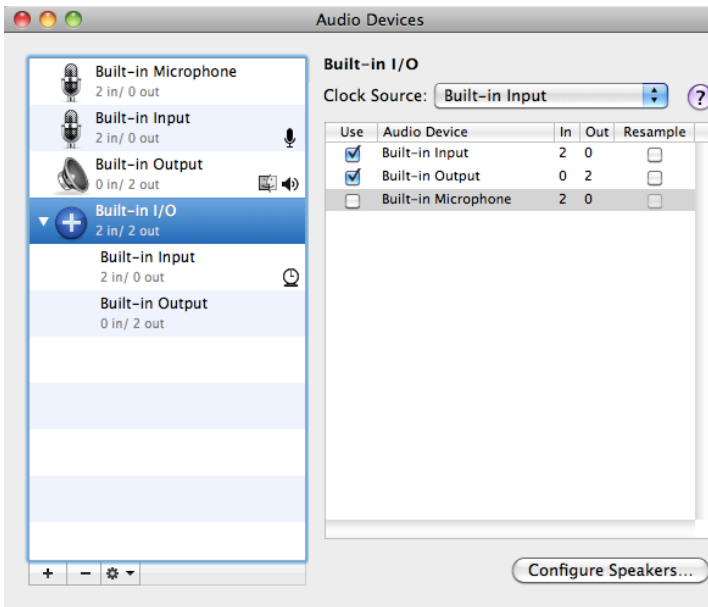 Audio Devices
Built-in Microphone
2 in/ 0 out
Built-in Input
2 in/ 0 out
Built-in Output
0 in/ 2 out
Built-in I/O
2 in/ 2 out
Built-in Input
2 in/ 0 out
Built-in Output
0 in/ 2 out
+ −
Built-in I/O
Clock Source: Built-in Input ?
Use Audio Device In Out Resample
Built-in Input 2 0
Built-in Output 0 2
Built-in Microphone 2 0
Configure Speakers...